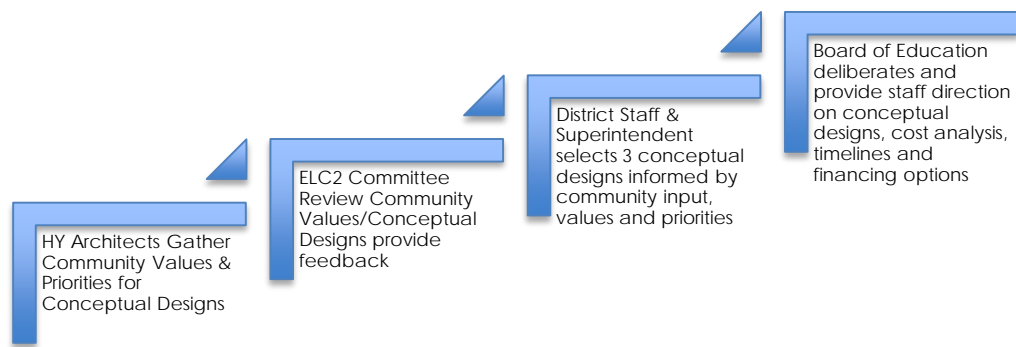 HY Architects Gather
Community Values &
Priorities for
Conceptual Designs
ELC2 Committee
Review Community
Values/Conceptual
Designs provide
feedback
District Staff &
Superintendent
selects 3 conceptual
designs informed by
community input,
values and priorities
Board of Education
deliberates and
provide staff direction
on conceptual
designs, cost analysis,
timelines and
financing options